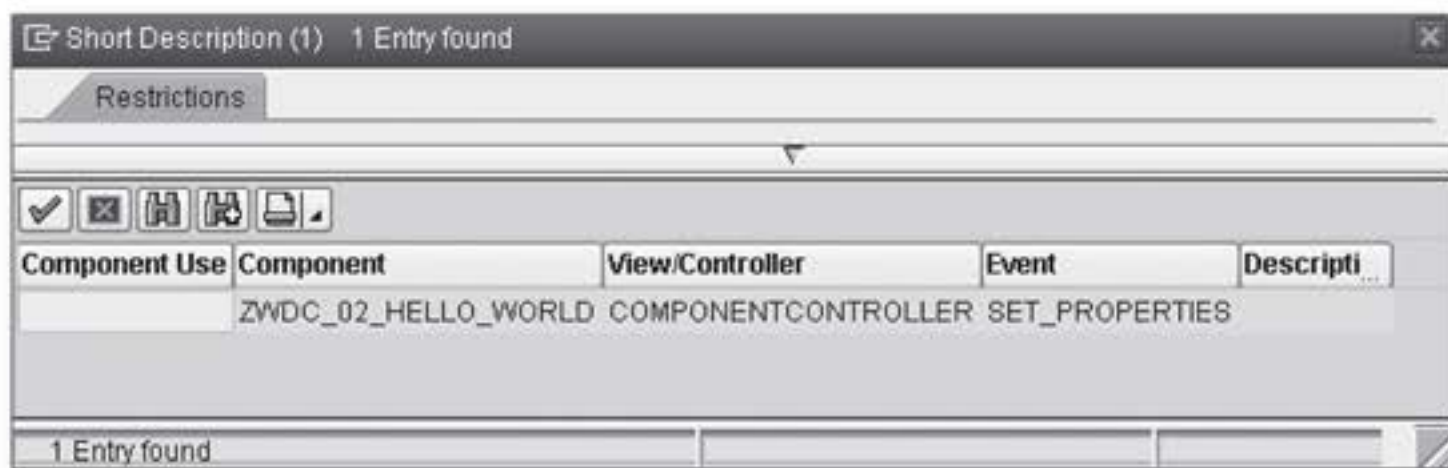 Short Description (1) 1 Entry found
Restrictions
Component Use Component View/Controller Event Descripti...
ZWDC_02_HELLO_WORLD COMPONENTCONTROLLER SET_PROPERTIES
1 Entry found